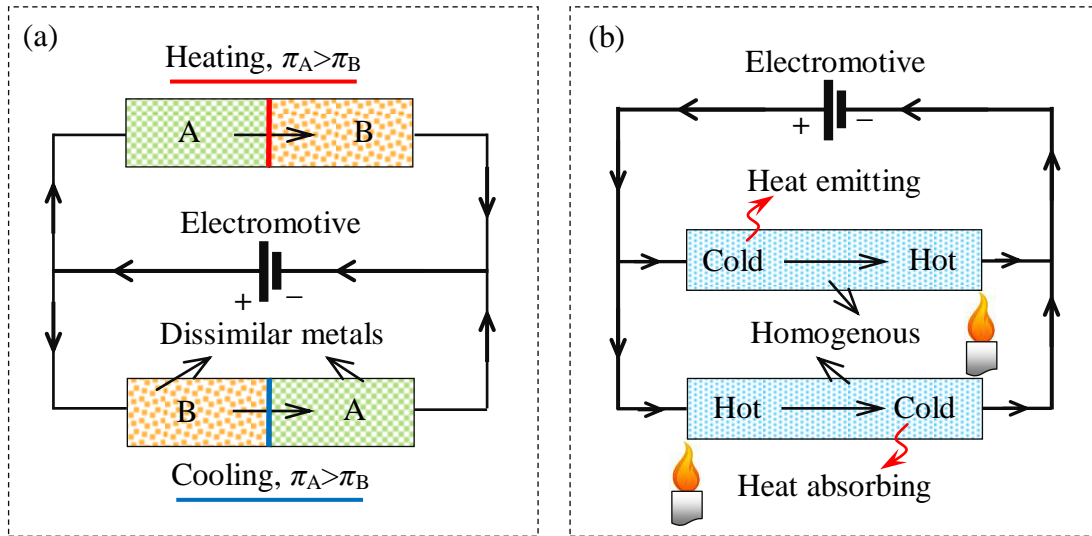 (a)
Heating, πA>πB
A
B
Electromotive
+
−
Dissimilar metals
B
A
Cooling, πA>πB
(b)
Electromotive
+
−
Heat emitting
Cold
Hot
Homogenous
Hot
Cold
Heat absorbing